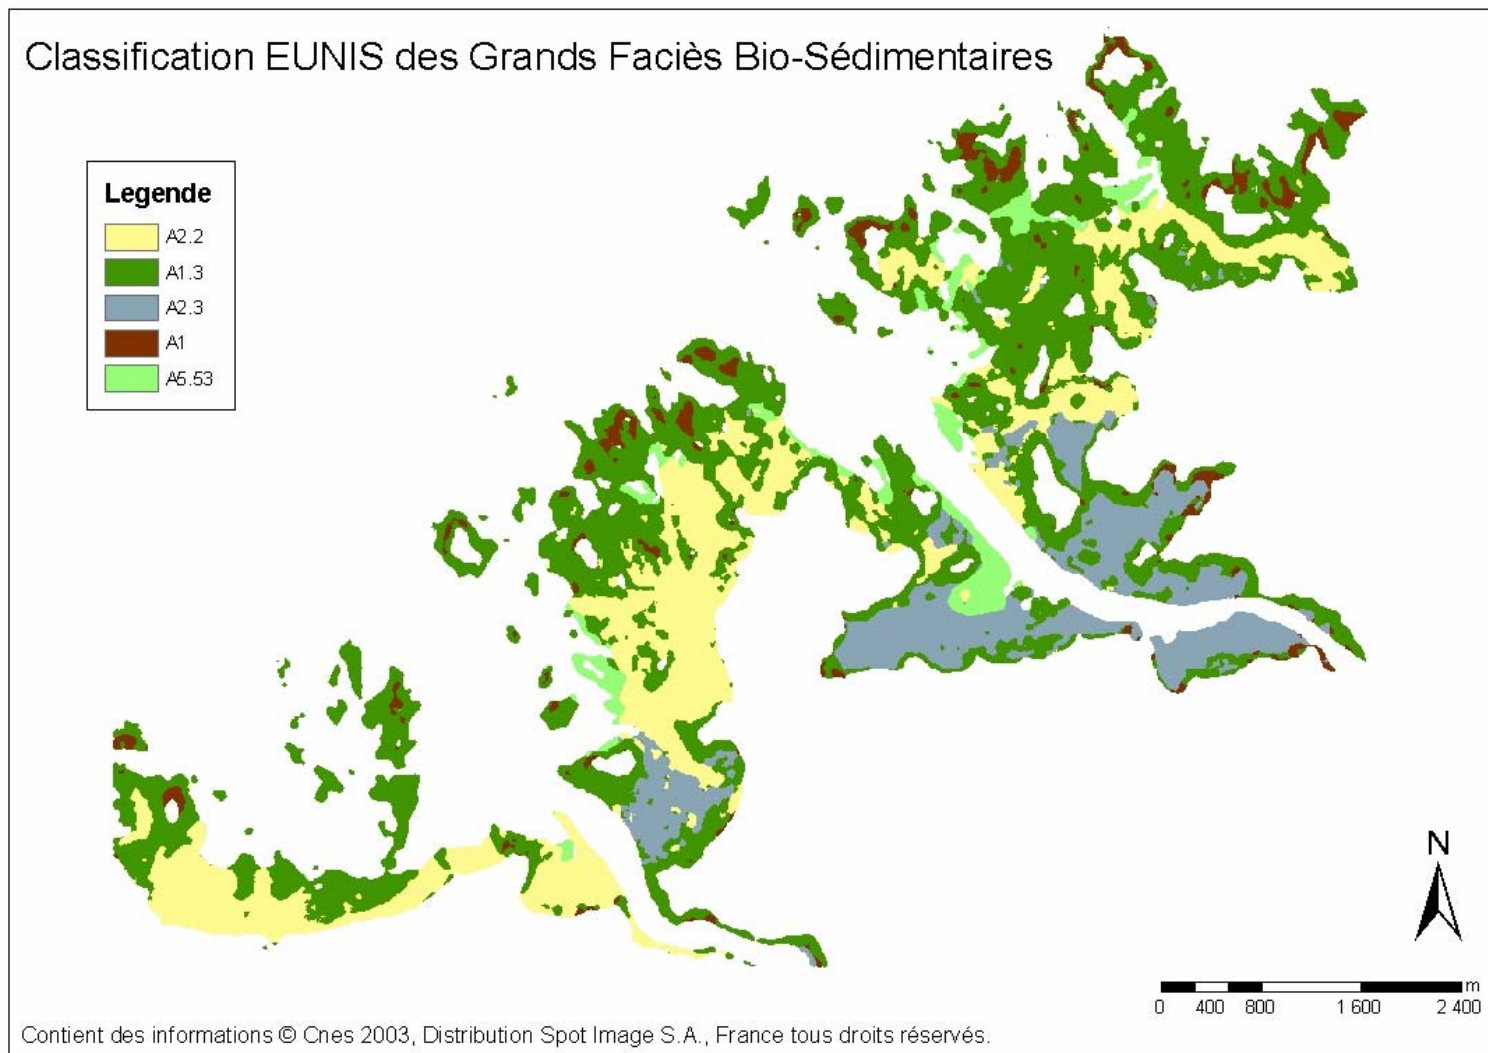 Classification EUNIS des Grands Faciès Bio-Sédimentaires
Legende
A2.2
A1.3
A2.3
A1
A5.53
N
m
0 400 800 1 600 2 400
Contient des informations © Cnes 2003, Distribution Spot Image S.A., France tous droits réservés.